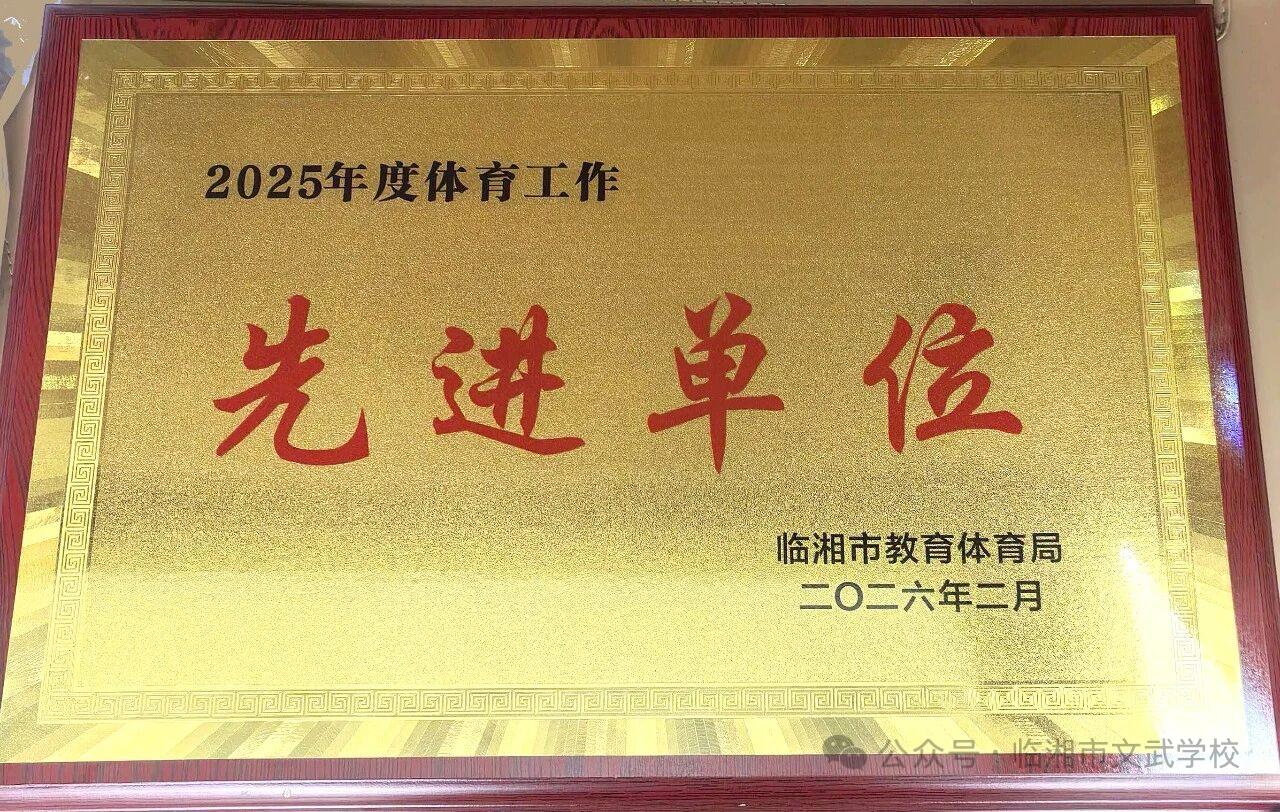 2025年度体育工作
先进单位
临湘市教育体育局
二〇二六年二月
公众号·临湘市文武学校